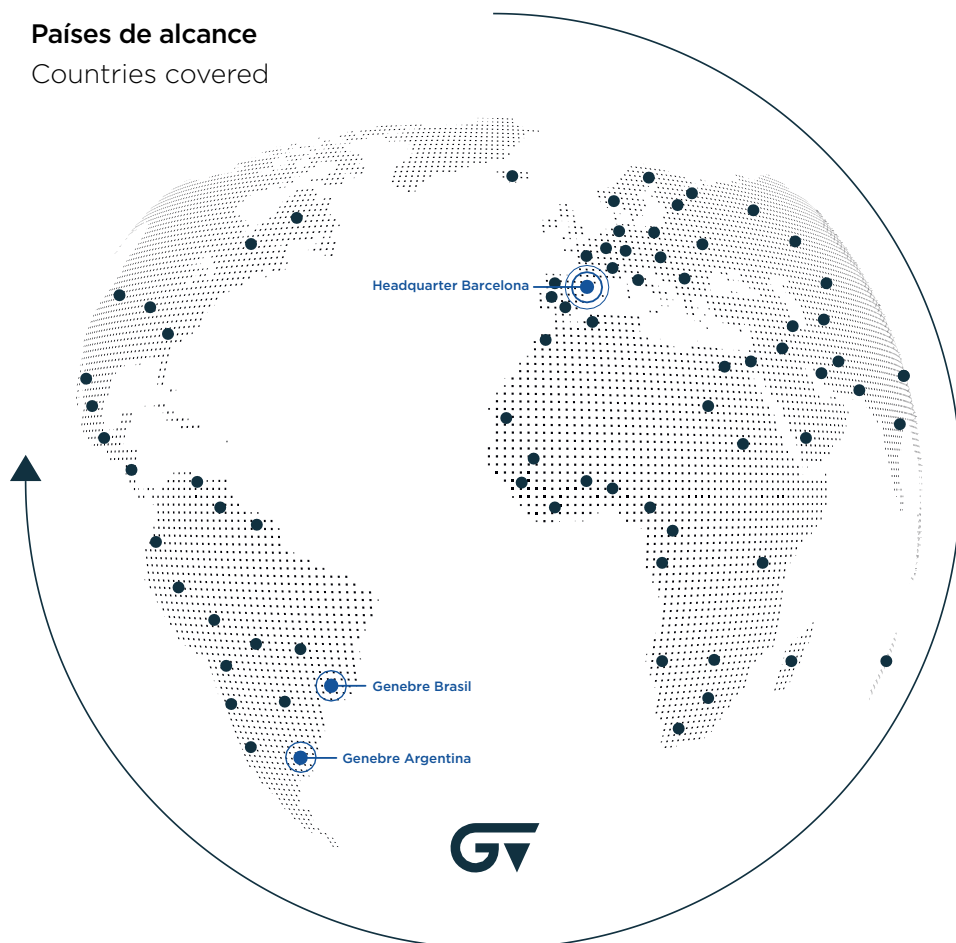 Países de alcance
Countries covered
Headquarter Barcelona
Genebre Brasil
Genebre Argentina